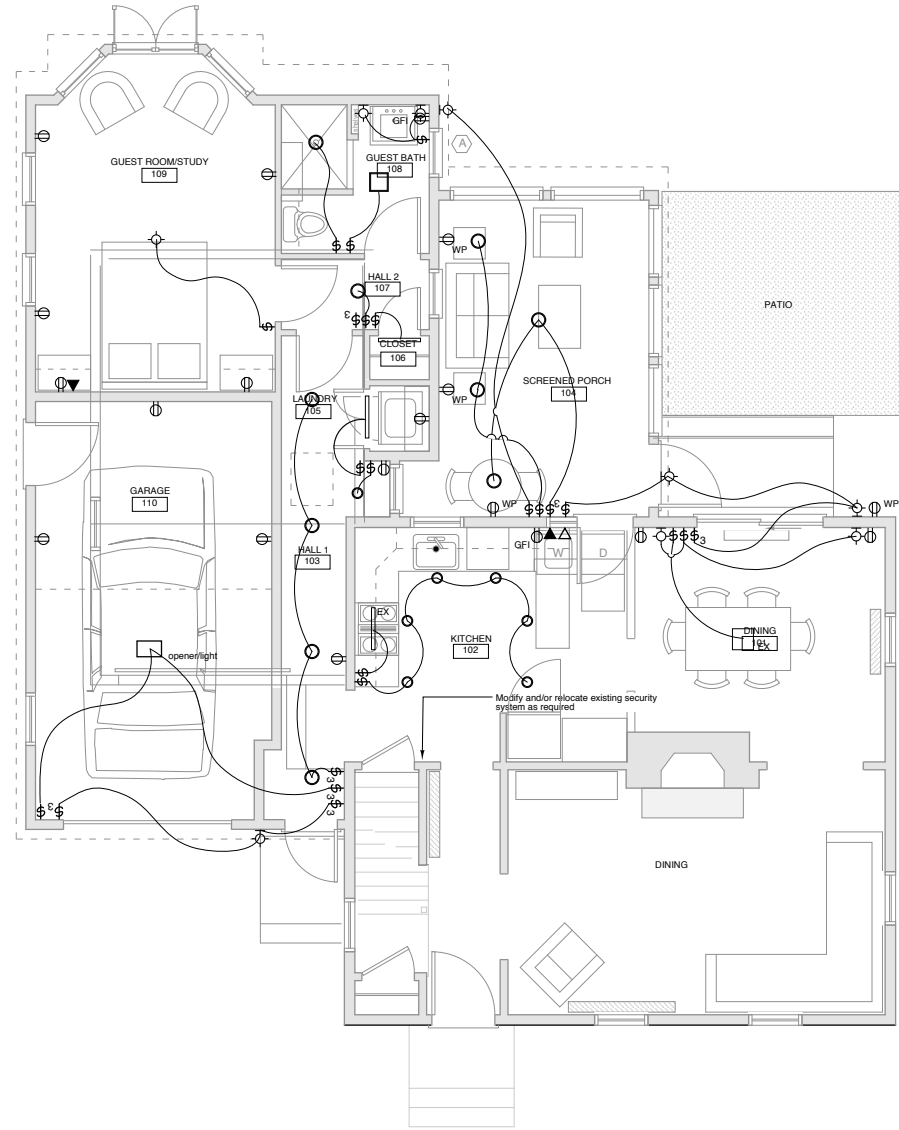 GFI
A
GUEST ROOM/STUDY
109
GUEST BATH
108
WP
HALL 2
107
PATIO
3
CLOSET
106
SCREENED PORCH
104
LAUNDRY
105
WP
GARAGE
110
WP
WP
GFI
W
D
3
HALL 1
103
EX
KITCHEN
102
DINING
101
EX
opener/light
Modify and/or relocate existing security
system as required
3
3
3
3
DINING